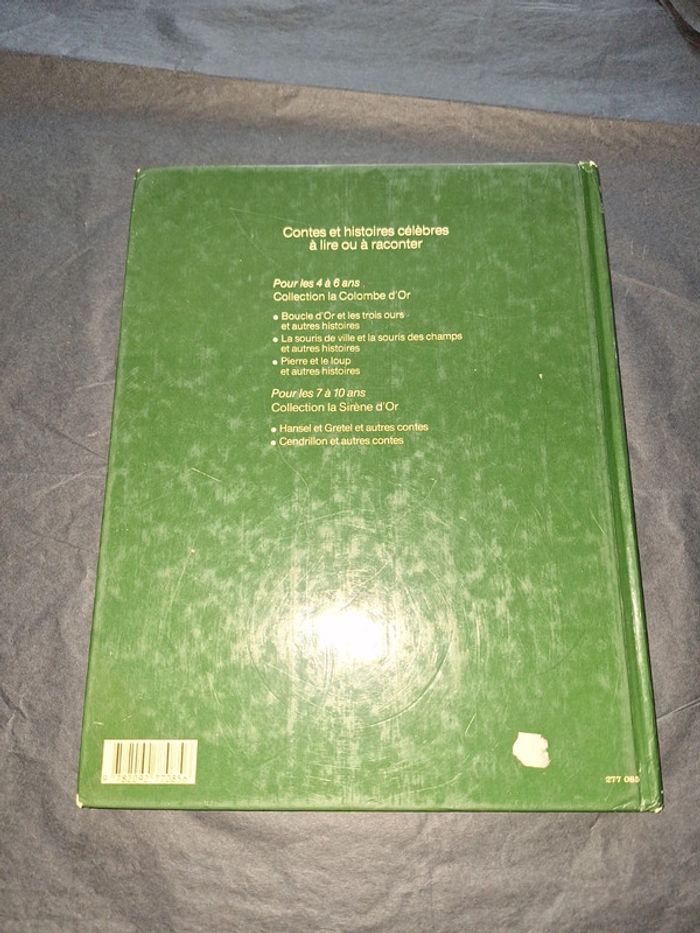 Contes et histoires célèbres
à lire ou à raconter
Pour les 4 à 6 ans
Collection la Colombe d'Or
• Boucle d'Or et les trois ours
et autres histoires
• La souris de ville et la souris des champs
et autres histoires
• Pierre et le loup
et autres histoires
Pour les 7 à 10 ans
Collection la Sirène d'Or
• Hansel et Gretel et autres contes
• Cendrillon et autres contes
277 085